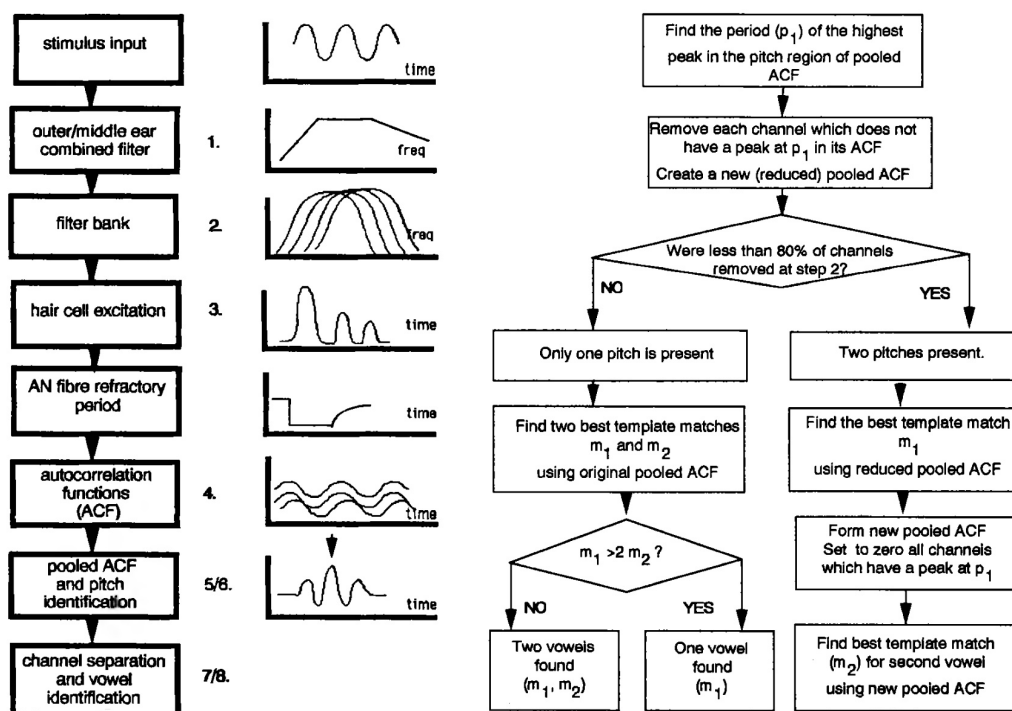 stimulus input
time
outer/middle ear
combined filter
1.
freq
filter bank
2.
freq
hair cell excitation
3.
time
AN fibre refractory
period
autocorrelation
functions
(ACF)
4.
time
pooled ACF
and pitch
identification
5/6.
time
channel separation
and vowel
identification
7/8.
Find the period (p1) of the highest
peak in the pitch region of pooled
ACF
Remove each channel which does not
have a peak at p1 in its ACF
Create a new (reduced) pooled ACF
Were less than 80% of channels
removed at step 2?
NO
YES
Only one pitch is present
Two pitches present.
Find two best template matches
m1 and m2
using original pooled ACF
Find the best template match
m1
using reduced pooled ACF
m1 >2 m2 ?
Form new pooled ACF
Set to zero all channels
which have a peak at p1
NO
YES
Two vowels
found
(m1, m2)
One vowel
found
(m1)
Find best template match
(m2) for second vowel
using new pooled ACF